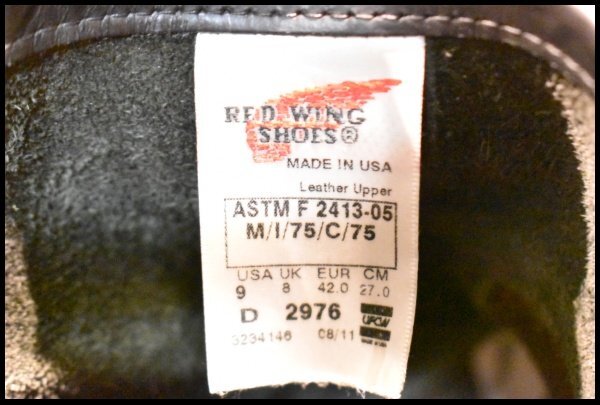 RED WING
SHOES®
MADE IN USA
Leather Upper
ASTM F 2413-05
M/I/75/C/75
USA UK EUR CM
9 8 42.0 27.0
D 2976
3234146 08/11
UFCW